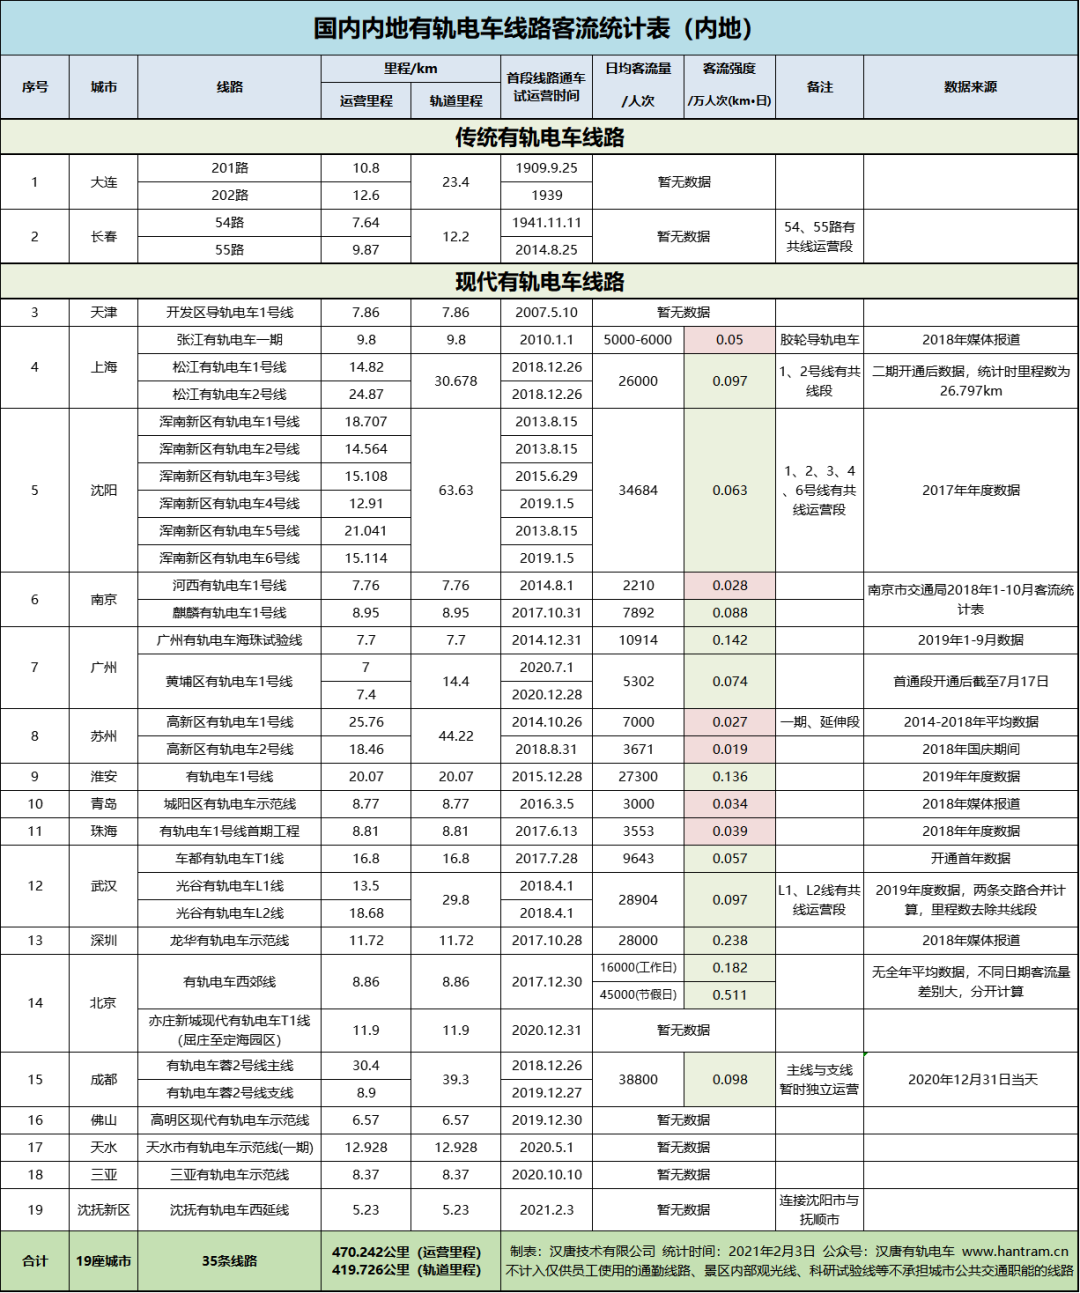 国内内地有轨电车线路客流统计表（内地）
序号 城市 线路 里程/km 首段线路通车试运营时间 日均客流量/人次 客流强度/万人次(km•日) 备注 数据来源
运营里程 轨道里程
传统有轨电车线路
1 大连 201路 10.8 23.4 1909.9.25 暂无数据
202路 12.6 1939
2 长春 54路 7.64 12.2 1941.11.11 暂无数据 54、55路有共线运营段
55路 9.87 2014.8.25
现代有轨电车线路
3 天津 开发区导轨电车1号线 7.86 7.86 2007.5.10 暂无数据
4 上海 张江有轨电车一期 9.8 9.8 2010.1.1 5000-6000 0.05 胶轮导轨电车 2018年媒体报道
松江有轨电车1号线 14.82 30.678 2018.12.26 26000 0.097 1、2号线有共线段 二期开通后数据，统计时里程数为26.797km
松江有轨电车2号线 24.87 2018.12.26
5 沈阳 浑南新区有轨电车1号线 18.707 63.63 2013.8.15 34684 0.063 1、2、3、4、6号线有共线运营段 2017年年度数据
浑南新区有轨电车2号线 14.564 2013.8.15
浑南新区有轨电车3号线 15.108 2015.6.29
浑南新区有轨电车4号线 12.91 2019.1.5
浑南新区有轨电车5号线 21.041 2013.8.15
浑南新区有轨电车6号线 15.114 2019.1.5
6 南京 河西有轨电车1号线 7.76 7.76 2014.8.1 2210 0.028 南京市交通局2018年1-10月客流统计表
麒麟有轨电车1号线 8.95 8.95 2017.10.31 7892 0.088
7 广州 广州有轨电车海珠试验线 7.7 7.7 2014.12.31 10914 0.142 2019年1-9月数据
黄埔区有轨电车1号线 7 14.4 2020.7.1 5302 0.074 首通段开通后截至7月17日
7.4 2020.12.28
8 苏州 高新区有轨电车1号线 25.76 44.22 2014.10.26 7000 0.027 一期、延伸段 2014-2018年平均数据
高新区有轨电车2号线 18.46 2018.8.31 3671 0.019 2018年国庆期间
9 淮安 有轨电车1号线 20.07 20.07 2015.12.28 27300 0.136 2019年年度数据
10 青岛 城阳区有轨电车示范线 8.77 8.77 2016.3.5 3000 0.034 2018年媒体报道
11 珠海 有轨电车1号线首期工程 8.81 8.81 2017.6.13 3553 0.039 2018年年度数据
12 武汉 车都有轨电车T1线 16.8 16.8 2017.7.28 9643 0.057 开通首年数据
光谷有轨电车L1线 13.5 29.8 2018.4.1 28904 0.097 L1、L2线有共线运营段 2019年度数据，两条交路合并计算，里程数去除共线段
光谷有轨电车L2线 18.68 2018.4.1
13 深圳 龙华有轨电车示范线 11.72 11.72 2017.10.28 28000 0.238 2018年媒体报道
14 北京 有轨电车西郊线 8.86 8.86 2017.12.30 16000(工作日) 0.182 无全年平均数据，不同日期客流量差别大，分开计算
45000(节假日) 0.511
亦庄新城现代有轨电车T1线（屈庄至定海园区） 11.9 11.9 2020.12.31 暂无数据
15 成都 有轨电车蓉2号线主线 30.4 39.3 2018.12.26 38800 0.098 主线与支线暂时独立运营 2020年12月31日当天
有轨电车蓉2号线支线 8.9 2019.12.27
16 佛山 高明区现代有轨电车示范线 6.57 6.57 2019.12.30 暂无数据
17 天水 天水市有轨电车示范线(一期) 12.928 12.928 2020.5.1 暂无数据
18 三亚 三亚有轨电车示范线 8.37 8.37 2020.10.10 暂无数据
19 沈抚新区 沈抚有轨电车西延线 5.23 5.23 2021.2.3 暂无数据 连接沈阳市与抚顺市
合计 19座城市 35条线路 470.242公里（运营里程） 制表：汉唐技术有限公司 统计时间：2021年2月3日 公众号：汉唐有轨电车 www.hantram.cn
419.726公里（轨道里程） 不计入仅供员工使用的通勤线路、景区内部观光线、科研试验线等不承担城市公共交通职能的线路